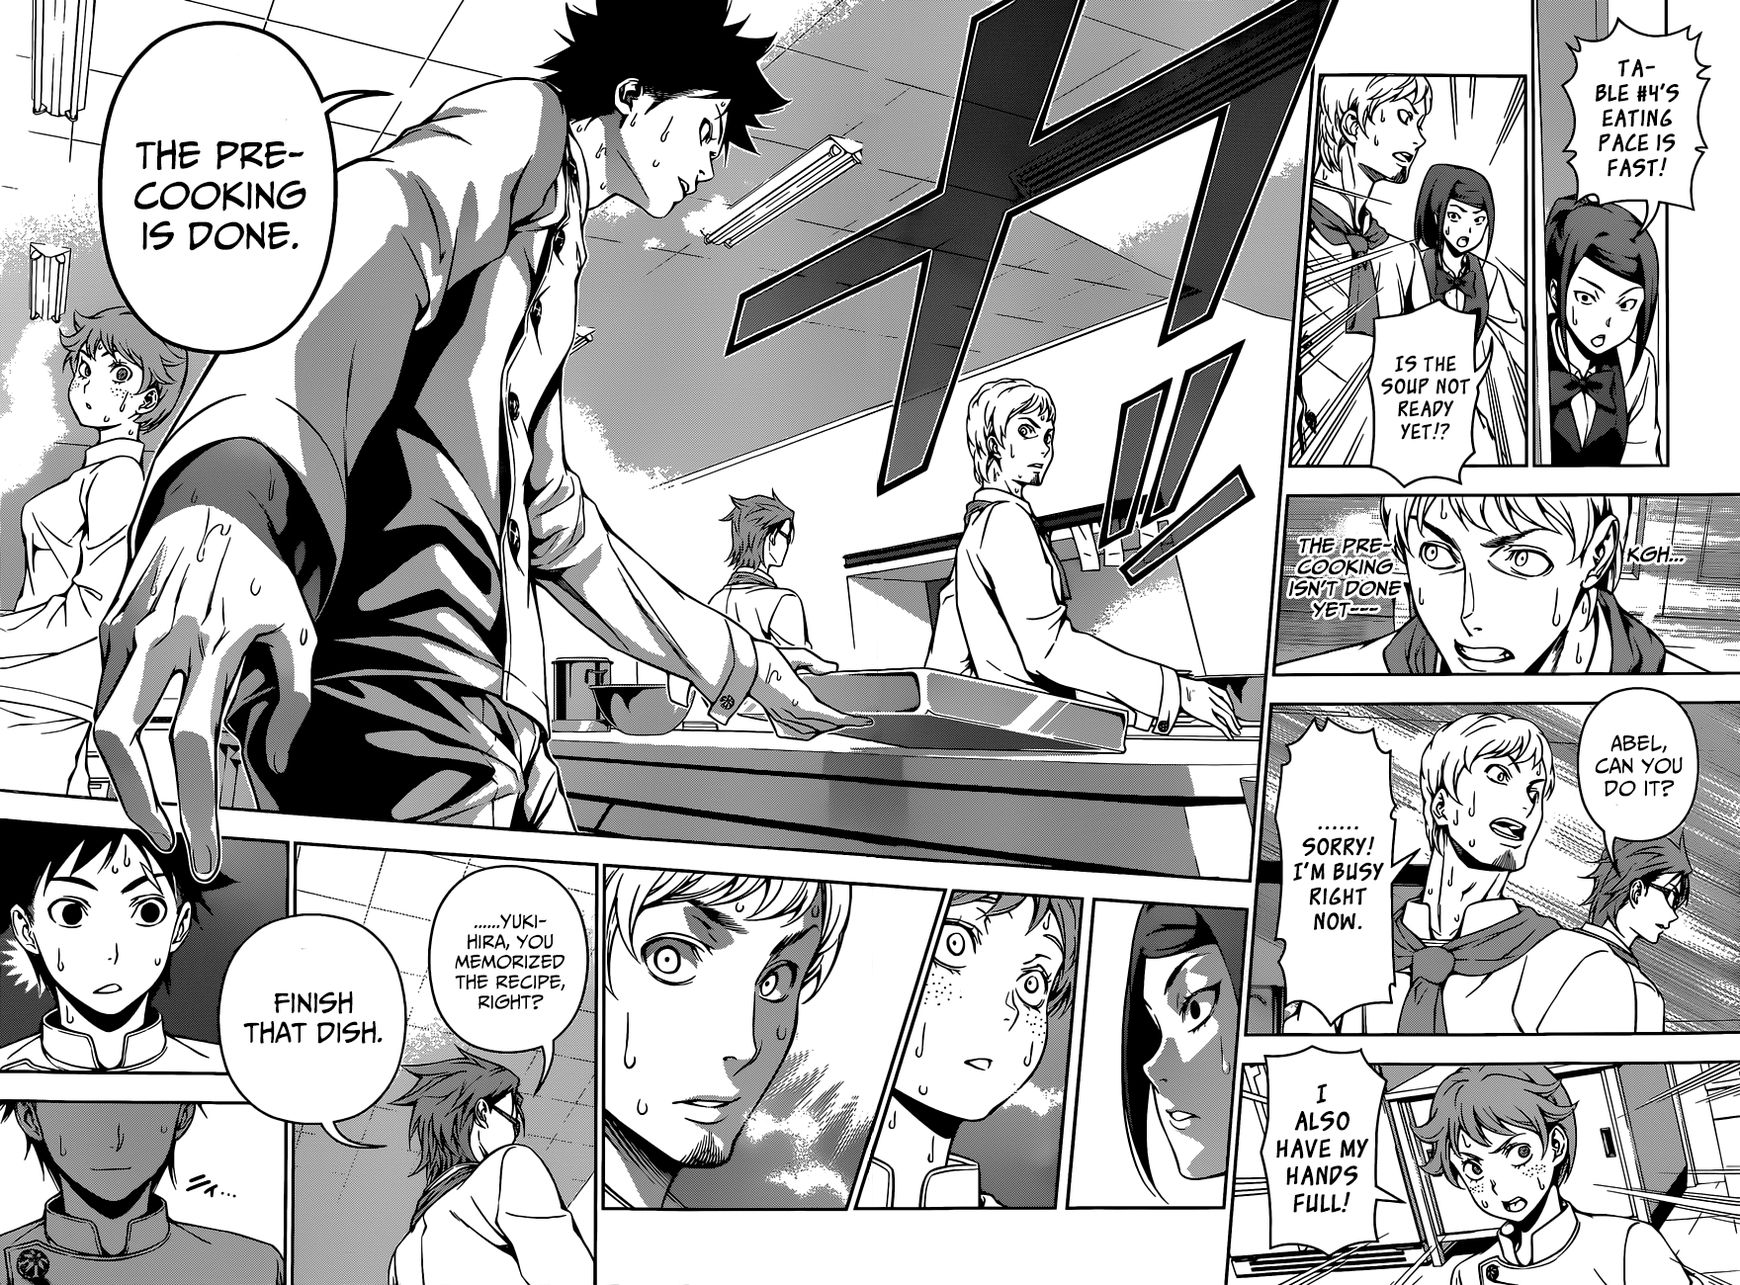 TA-
BLE #4'S
EATING
PACE IS
FAST!
IS THE
SOUP NOT
READY
YET!?
KGH...
THE PRE-
COOKING
ISN'T DONE
YET---
ABEL,
CAN YOU
DO IT?
......
SORRY!
I'M BUSY
RIGHT
NOW.
I
ALSO
HAVE MY
HANDS
FULL!
THE PRE-
COOKING
IS DONE.
......YUKI-
HIRA, YOU
MEMORIZED
THE RECIPE,
RIGHT?
FINISH
THAT DISH.